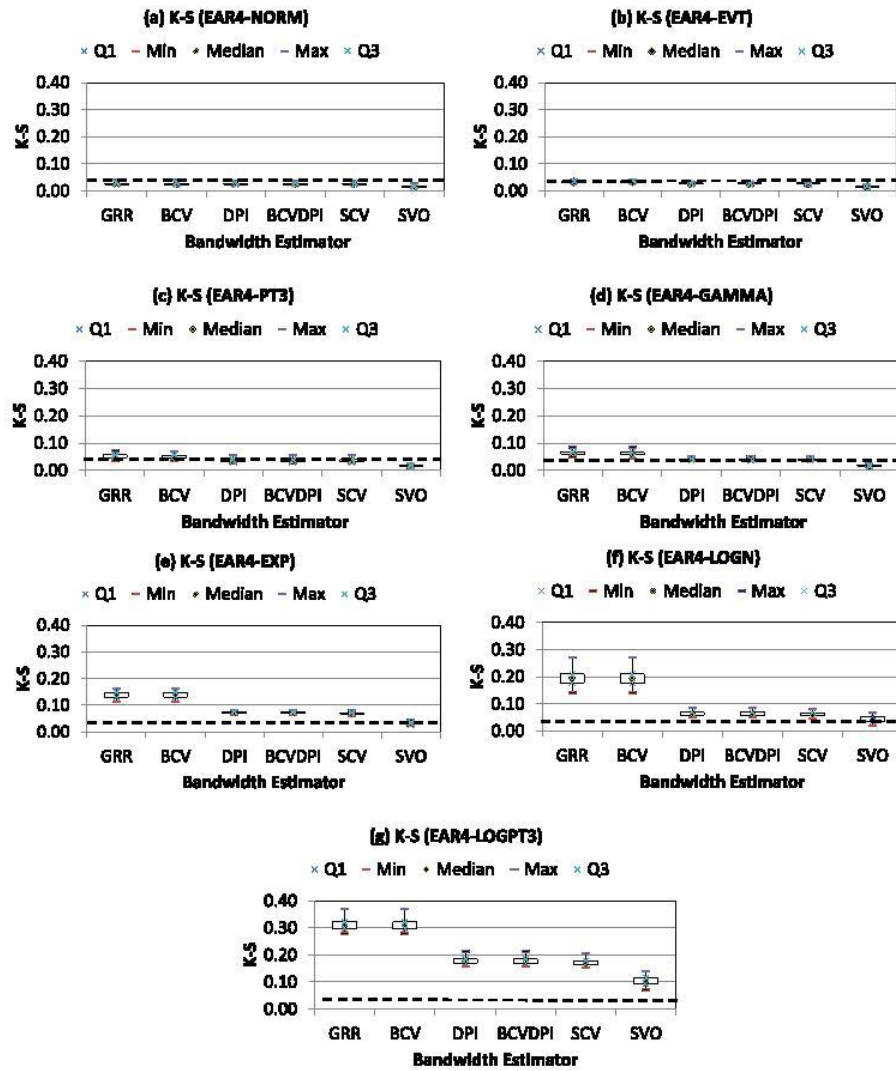 (a) K-S (EAR4-NORM)
× Q1 − Min ◆ Median − Max × Q3
0.40
0.30
0.20
0.10
0.00
K-S
GRR BCV DPI BCVDPI SCV SVO
Bandwidth Estimator
(b) K-S (EAR4-EVT)
× Q1 − Min ◆ Median − Max × Q3
0.40
0.30
0.20
0.10
0.00
K-S
GRR BCV DPI BCVDPI SCV SVO
Bandwidth Estimator
(c) K-S (EAR4-PT3)
× Q1 − Min ◆ Median − Max × Q3
0.40
0.30
0.20
0.10
0.00
K-S
GRR BCV DPI BCVDPI SCV SVO
Bandwidth Estimator
(d) K-S (EAR4-GAMMA)
× Q1 − Min ◆ Median − Max × Q3
0.40
0.30
0.20
0.10
0.00
K-S
GRR BCV DPI BCVDPI SCV SVO
Bandwidth Estimator
(e) K-S (EAR4-EXP)
× Q1 − Min ◆ Median − Max × Q3
0.40
0.30
0.20
0.10
0.00
K-S
GRR BCV DPI BCVDPI SCV SVO
Bandwidth Estimator
(f) K-S (EAR4-LOGN)
× Q1 − Min ◆ Median − Max × Q3
0.40
0.30
0.20
0.10
0.00
K-S
GRR BCV DPI BCVDPI SCV SVO
Bandwidth Estimator
(g) K-S (EAR4-LOGPT3)
× Q1 − Min ◆ Median − Max × Q3
0.40
0.30
0.20
0.10
0.00
K-S
GRR BCV DPI BCVDPI SCV SVO
Bandwidth Estimator